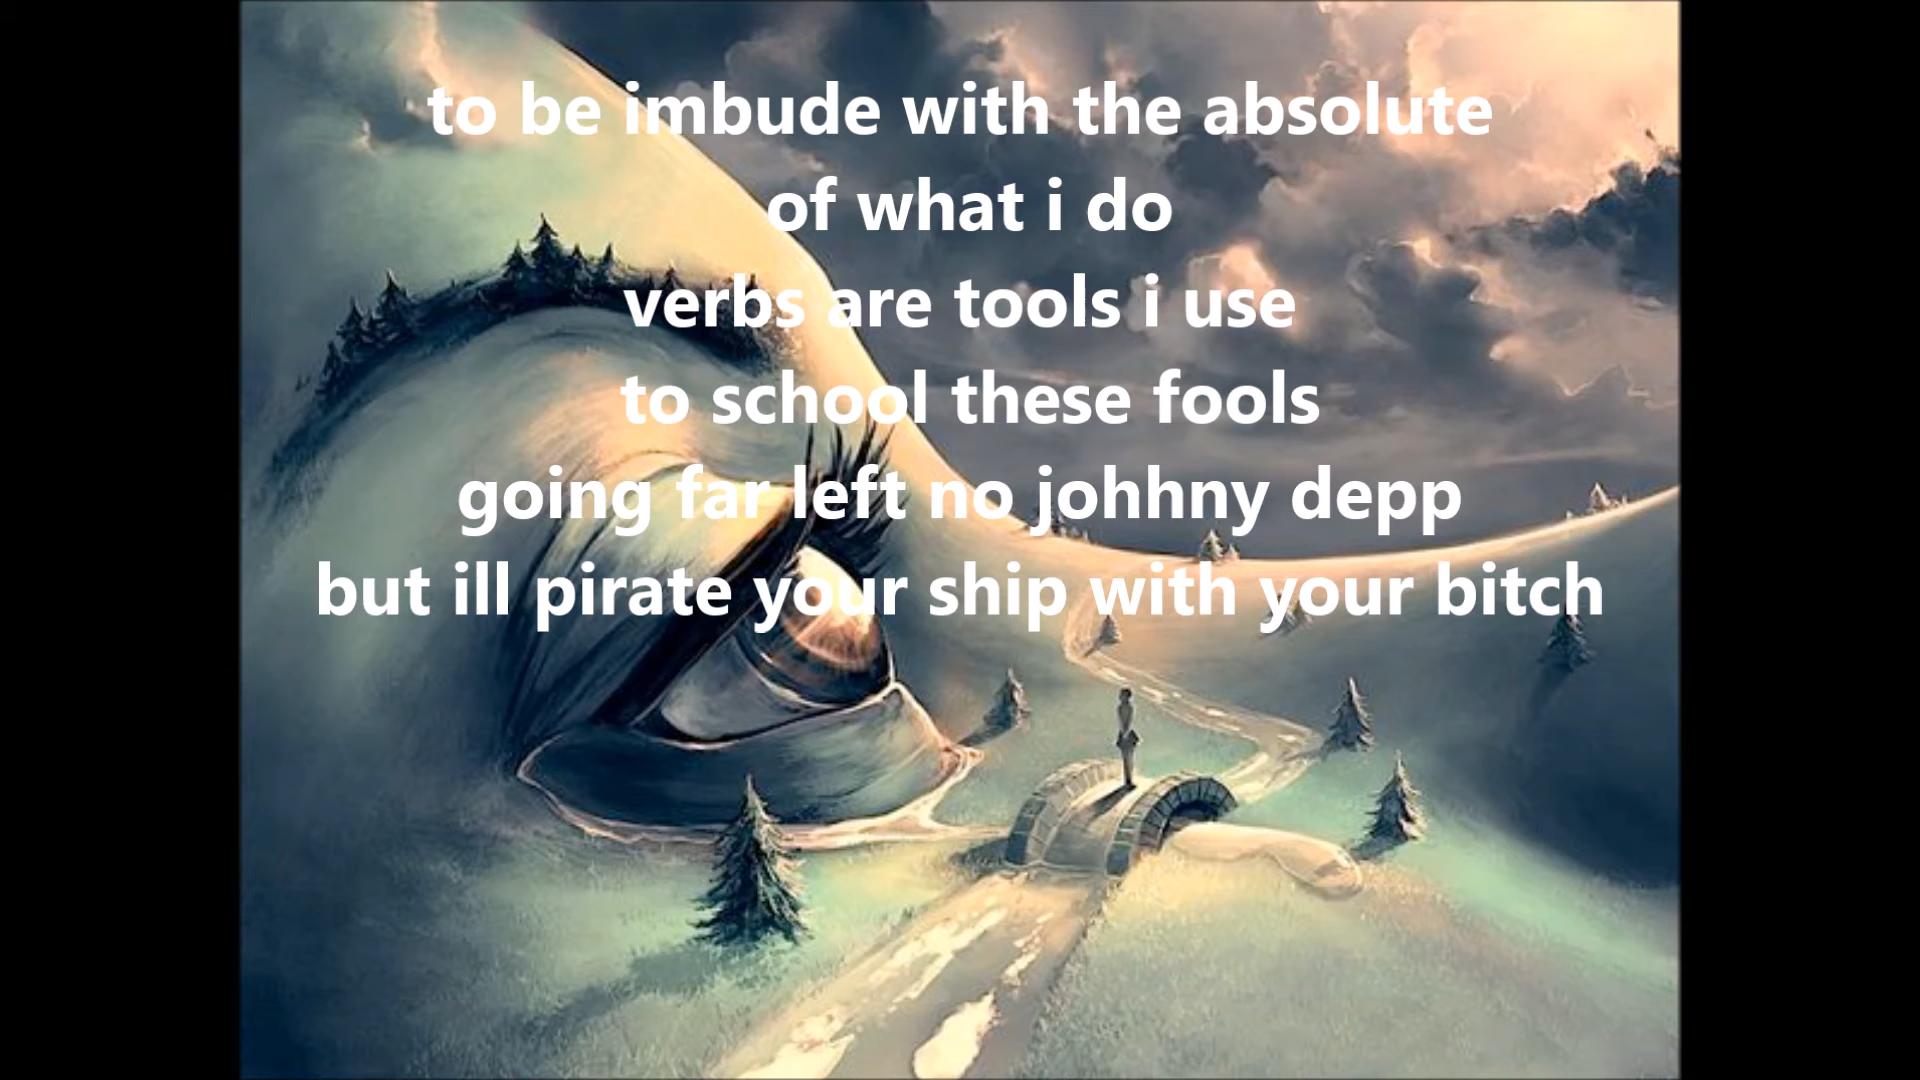 to be imbude with the absolute
of what i do
verbs are tools i use
to school these fools
going far left no johhny depp
but ill pirate your ship with your bitch